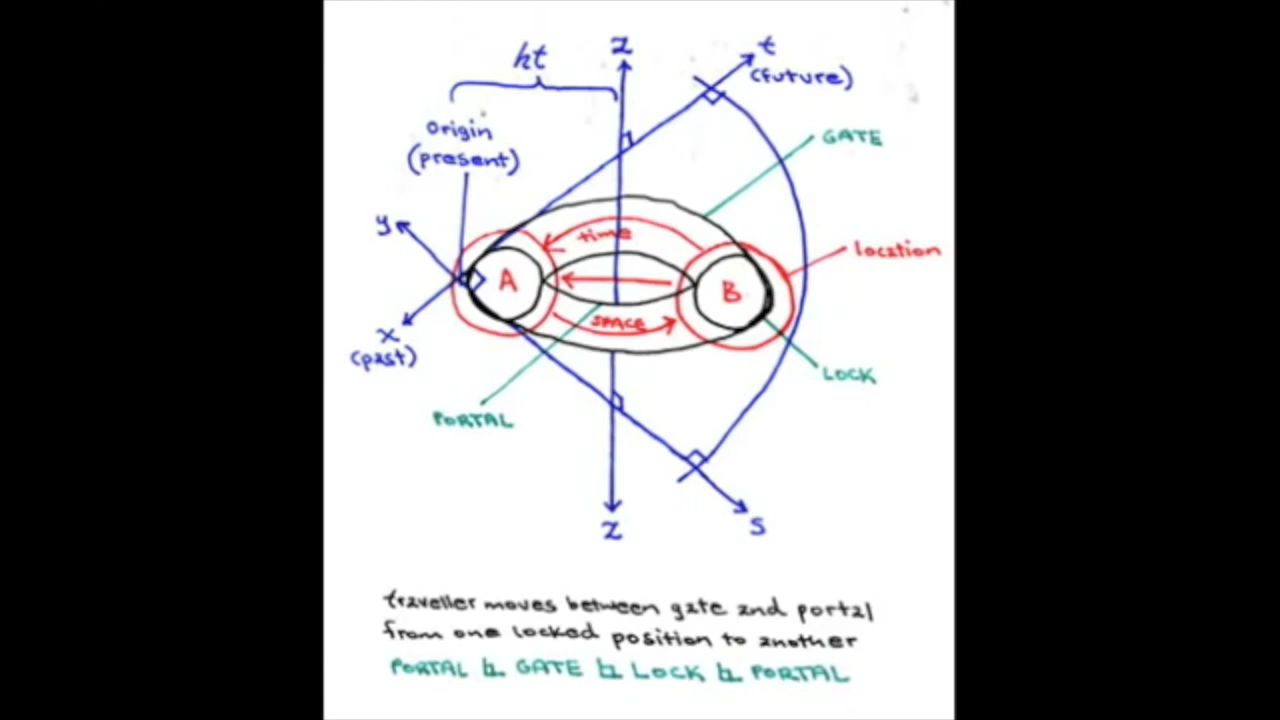 ht
z
t
(future)
GATE
Origin
(present)
y
time
location
A
B
x
(past)
SPACE
LOCK
PORTAL
z
s
traveller moves between gate and portal
from one locked position to another
PORTAL GATE LOCK PORTAL